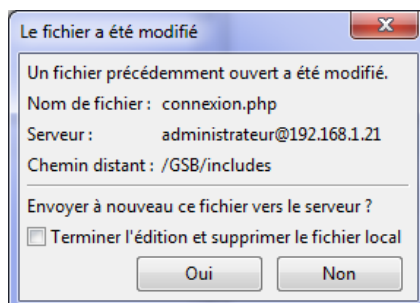 Le fichier a été modifié
Un fichier précédemment ouvert a été modifié.
Nom de fichier : connexion.php
Serveur : administrateur@192.168.1.21
Chemin distant : /GSB/includes
Envoyer à nouveau ce fichier vers le serveur ?
Terminer l'édition et supprimer le fichier local
Oui Non